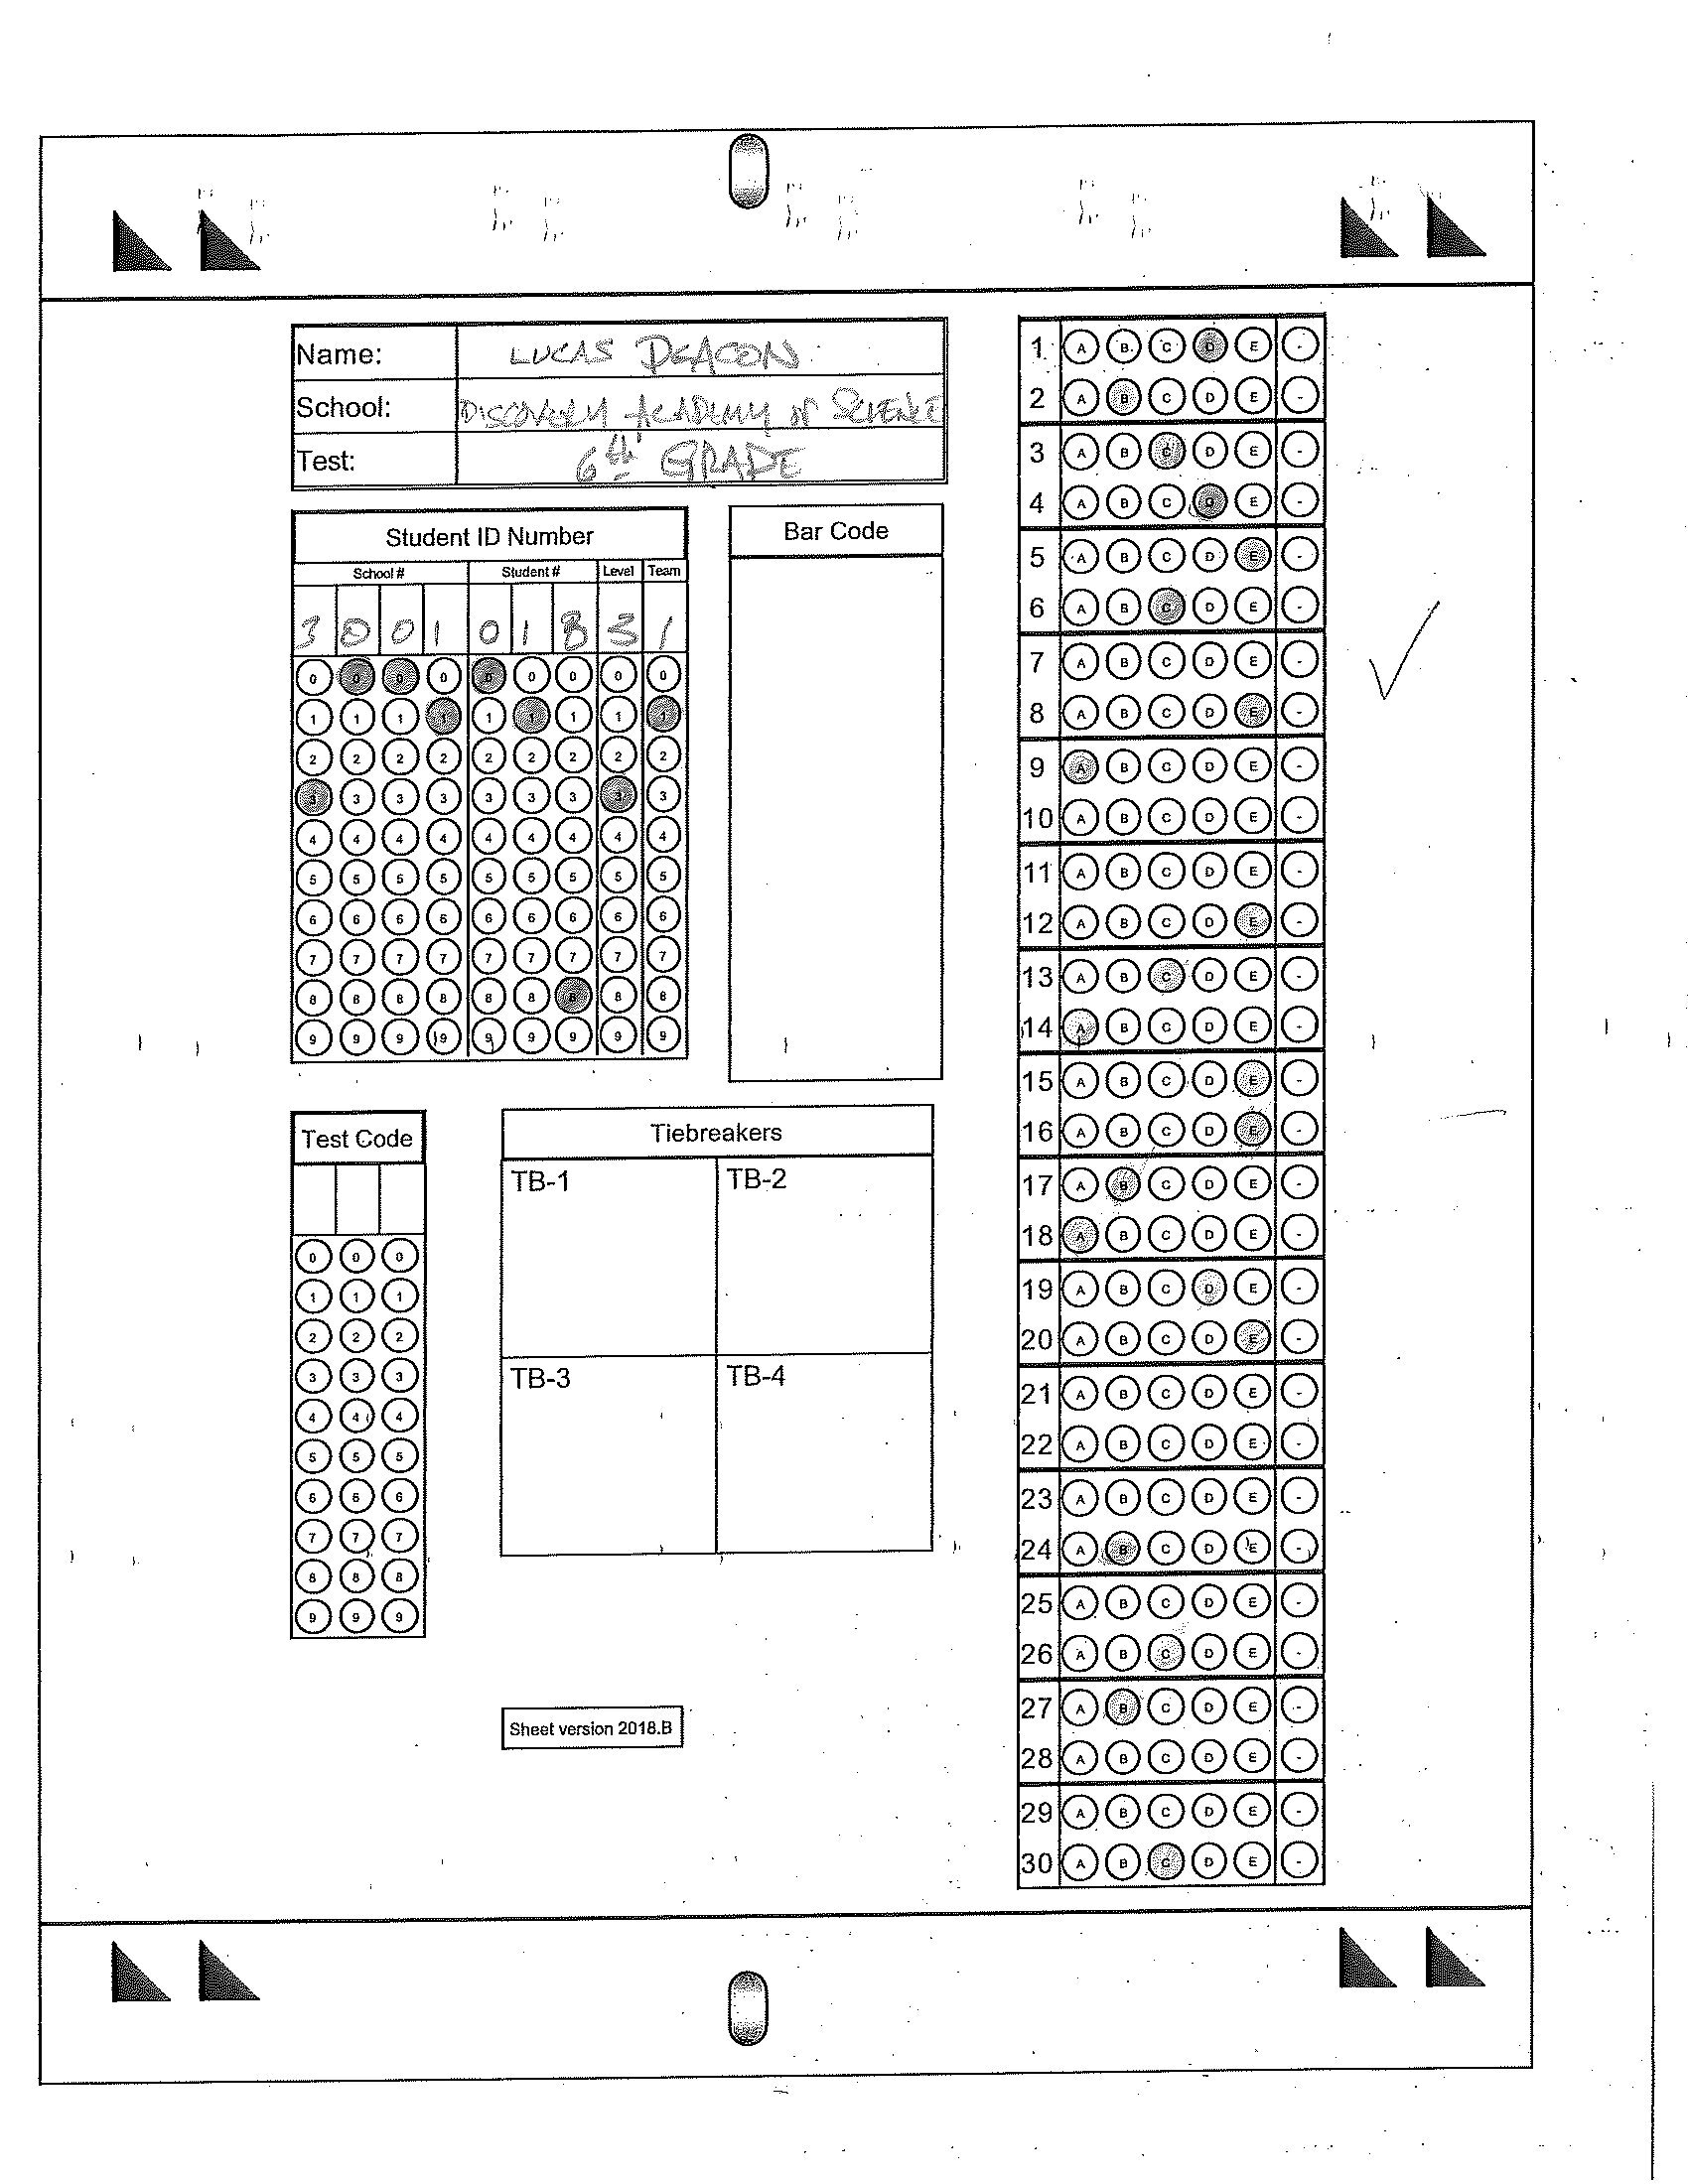 Name: LUCAS DEACON
School: DISCOVERY ACADEMY OF SCIENCE
Test: 6th GRADE
Student ID Number
School # Student # Level Team
3 0 0 1 0 1 8 3 1
0 0 0 0 0 0 0 0 0
1 1 1 1 1 1 1 1 1
2 2 2 2 2 2 2 2 2
3 3 3 3 3 3 3 3 3
4 4 4 4 4 4 4 4 4
5 5 5 5 5 5 5 5 5
6 6 6 6 6 6 6 6 6
7 7 7 7 7 7 7 7 7
8 8 8 8 8 8 8 8 8
9 9 9 9 9 9 9 9 9
Bar Code
Test Code
0 0 0
1 1 1
2 2 2
3 3 3
4 4 4
5 5 5
6 6 6
7 7 7
8 8 8
9 9 9
Tiebreakers
TB-1 TB-2
TB-3 TB-4
Sheet version 2018.B
1 A B C D E -
2 A B C D E -
3 A B C D E -
4 A B C D E -
5 A B C D E -
6 A B C D E -
7 A B C D E -
8 A B C D E -
9 A B C D E -
10 A B C D E -
11 A B C D E -
12 A B C D E -
13 A B C D E -
14 A B C D E -
15 A B C D E -
16 A B C D E -
17 A B C D E -
18 A B C D E -
19 A B C D E -
20 A B C D E -
21 A B C D E -
22 A B C D E -
23 A B C D E -
24 A B C D E -
25 A B C D E -
26 A B C D E -
27 A B C D E -
28 A B C D E -
29 A B C D E -
30 A B C D E -